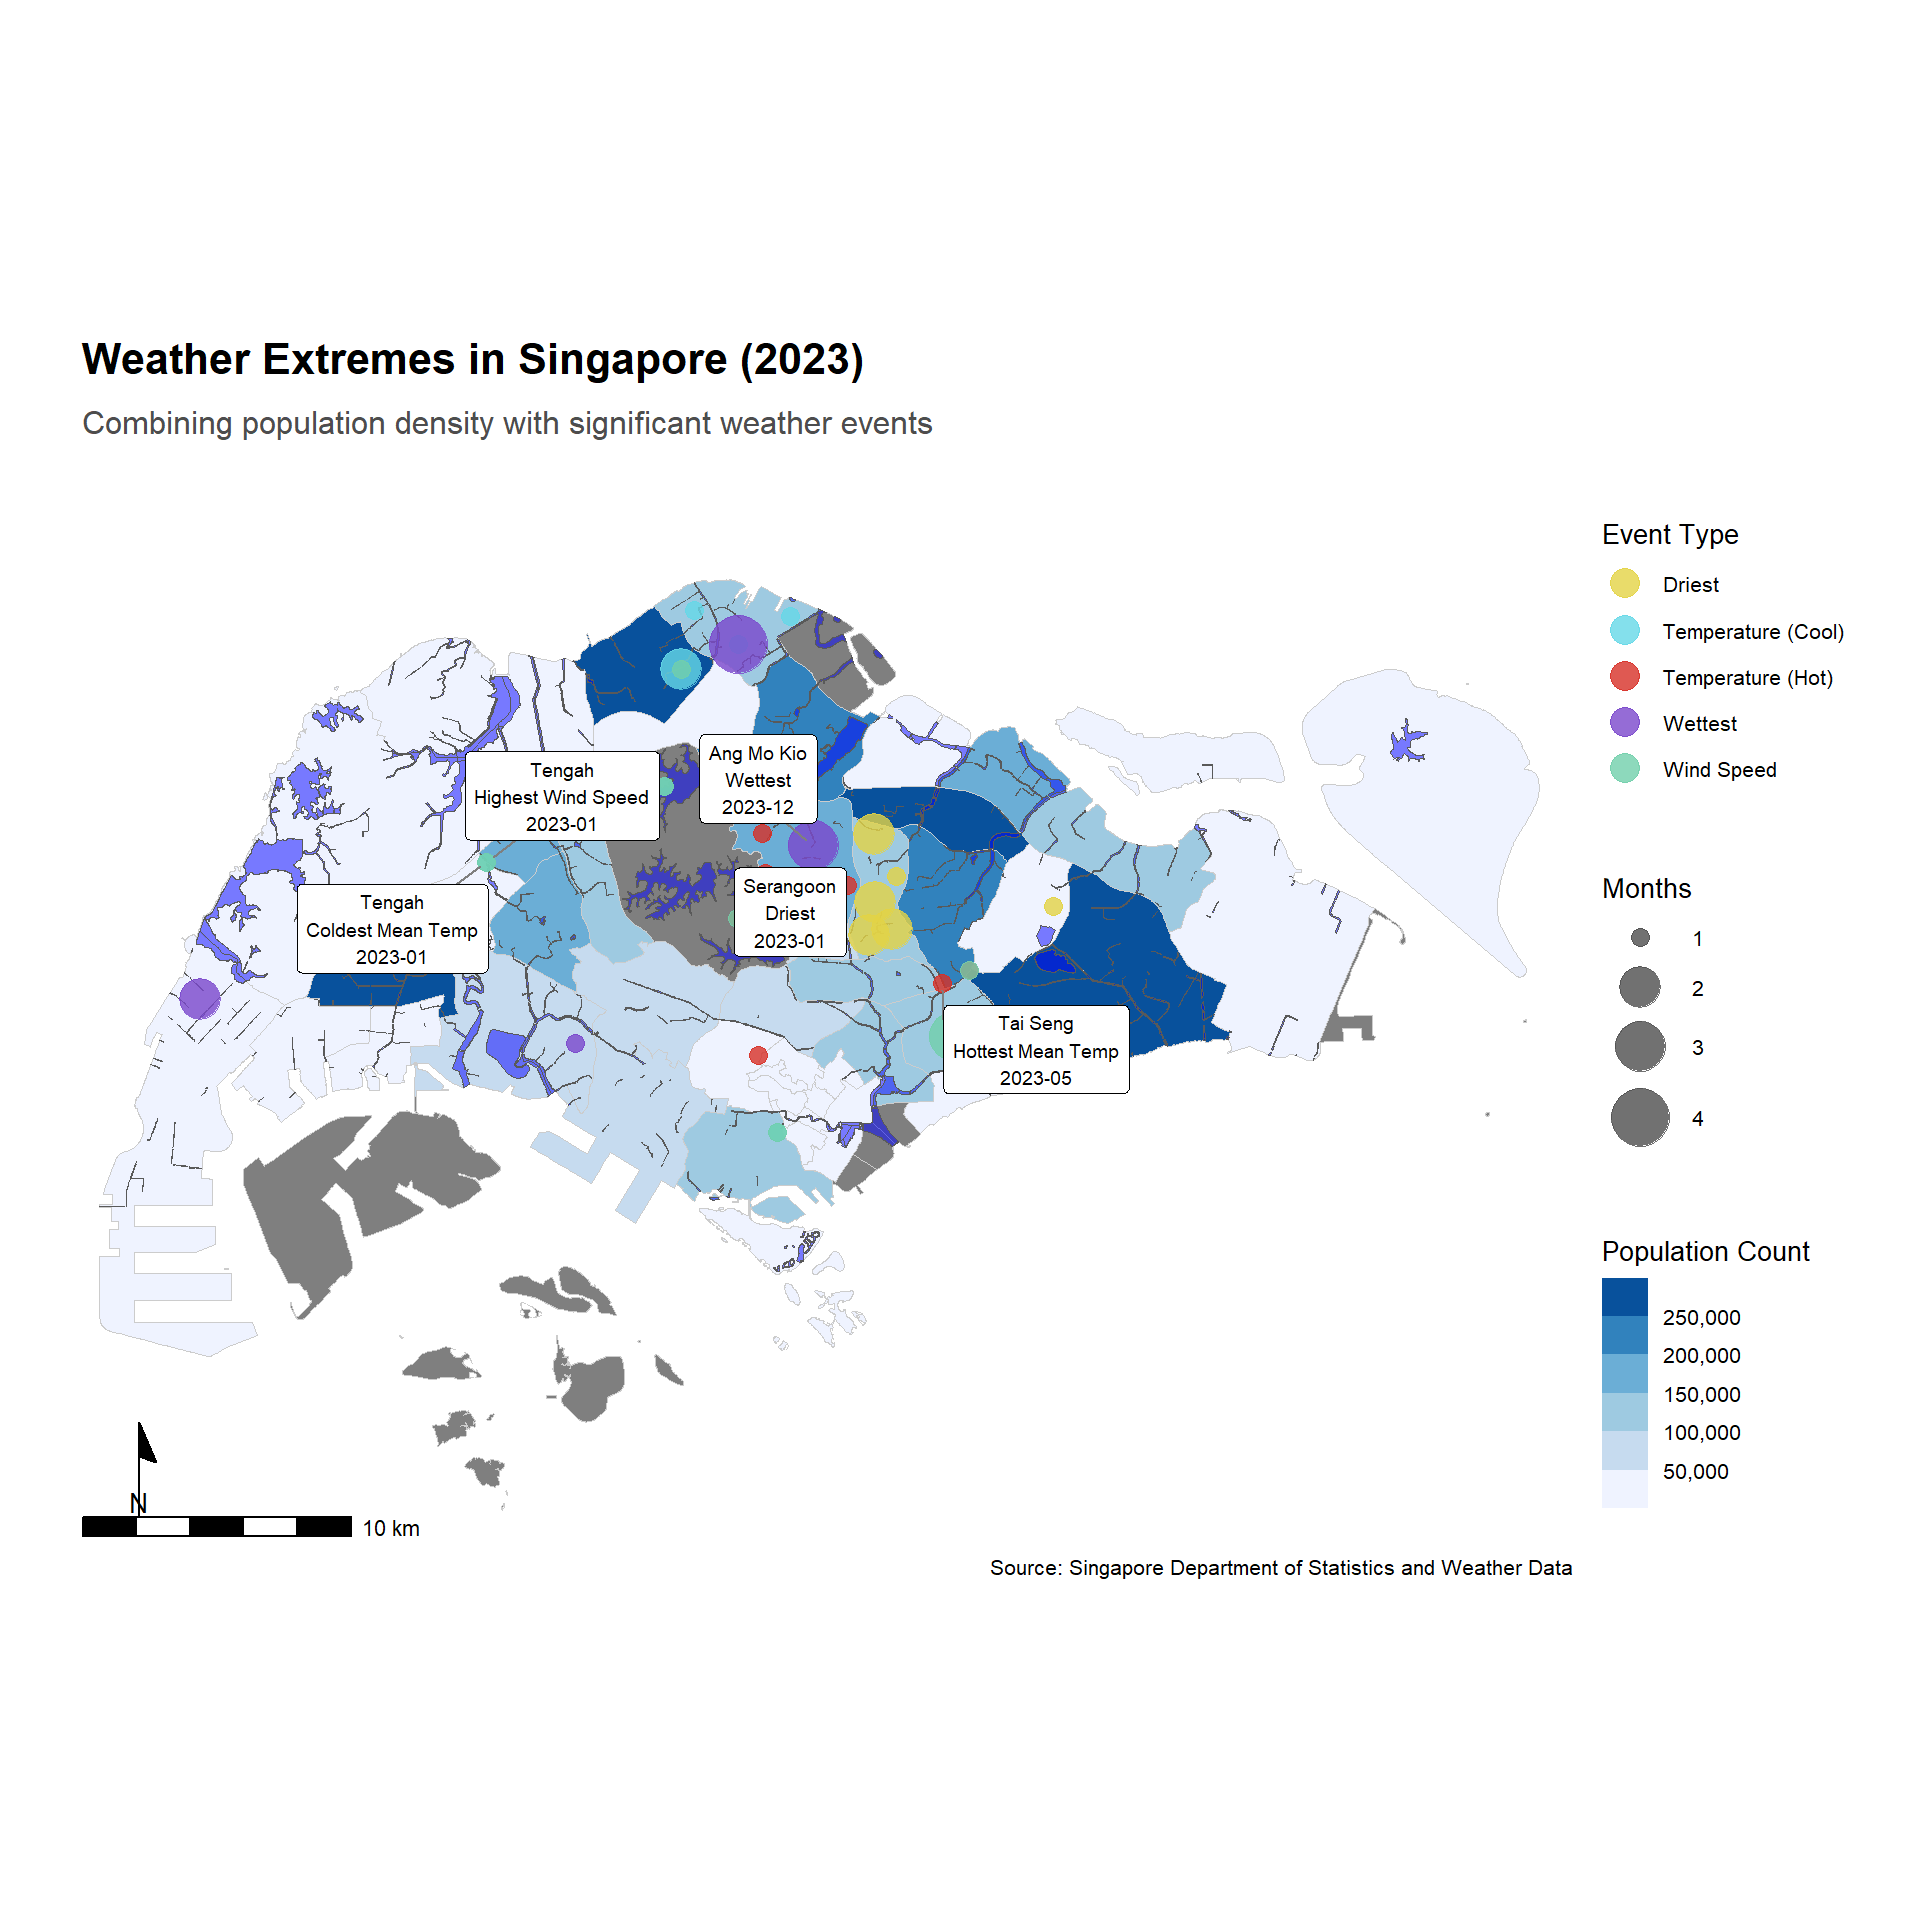 Weather Extremes in Singapore (2023)
Combining population density with significant weather events
Event Type
Driest
Temperature (Cool)
Temperature (Hot)
Wettest
Wind Speed
Ang Mo Kio
Wettest
2023-12
Tengah
Highest Wind Speed
2023-01
Serangoon
Driest
2023-01
Tengah
Coldest Mean Temp
2023-01
Tai Seng
Hottest Mean Temp
2023-05
Months
1
2
3
4
Population Count
250,000
200,000
150,000
100,000
50,000
N
10 km
Source: Singapore Department of Statistics and Weather Data